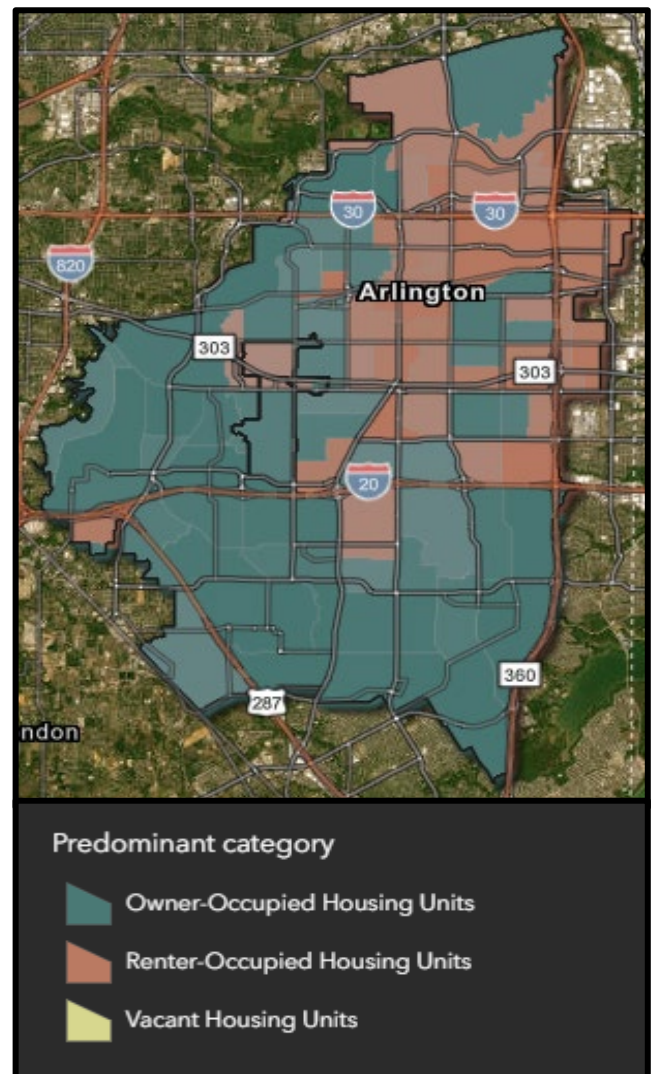 30
30
820
Arlington
303
303
20
360
287
ndon
Predominant category
Owner-Occupied Housing Units
Renter-Occupied Housing Units
Vacant Housing Units